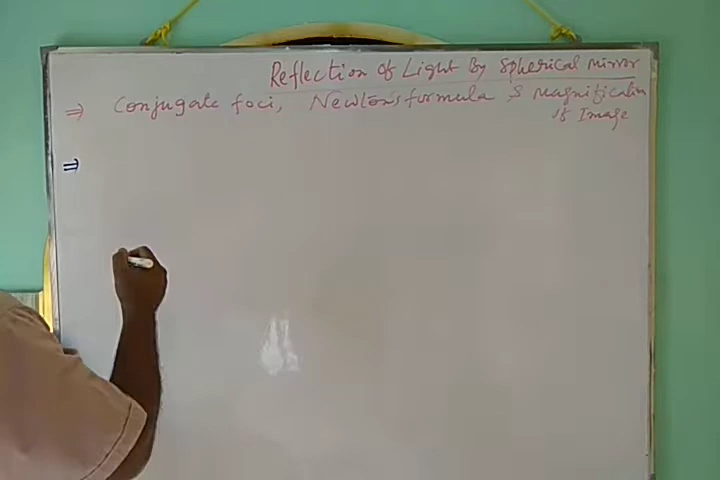 Reflection of Light By Spherical mirror
⇒ Conjugate foci, Newton's formula & magnification
of Image
⇒